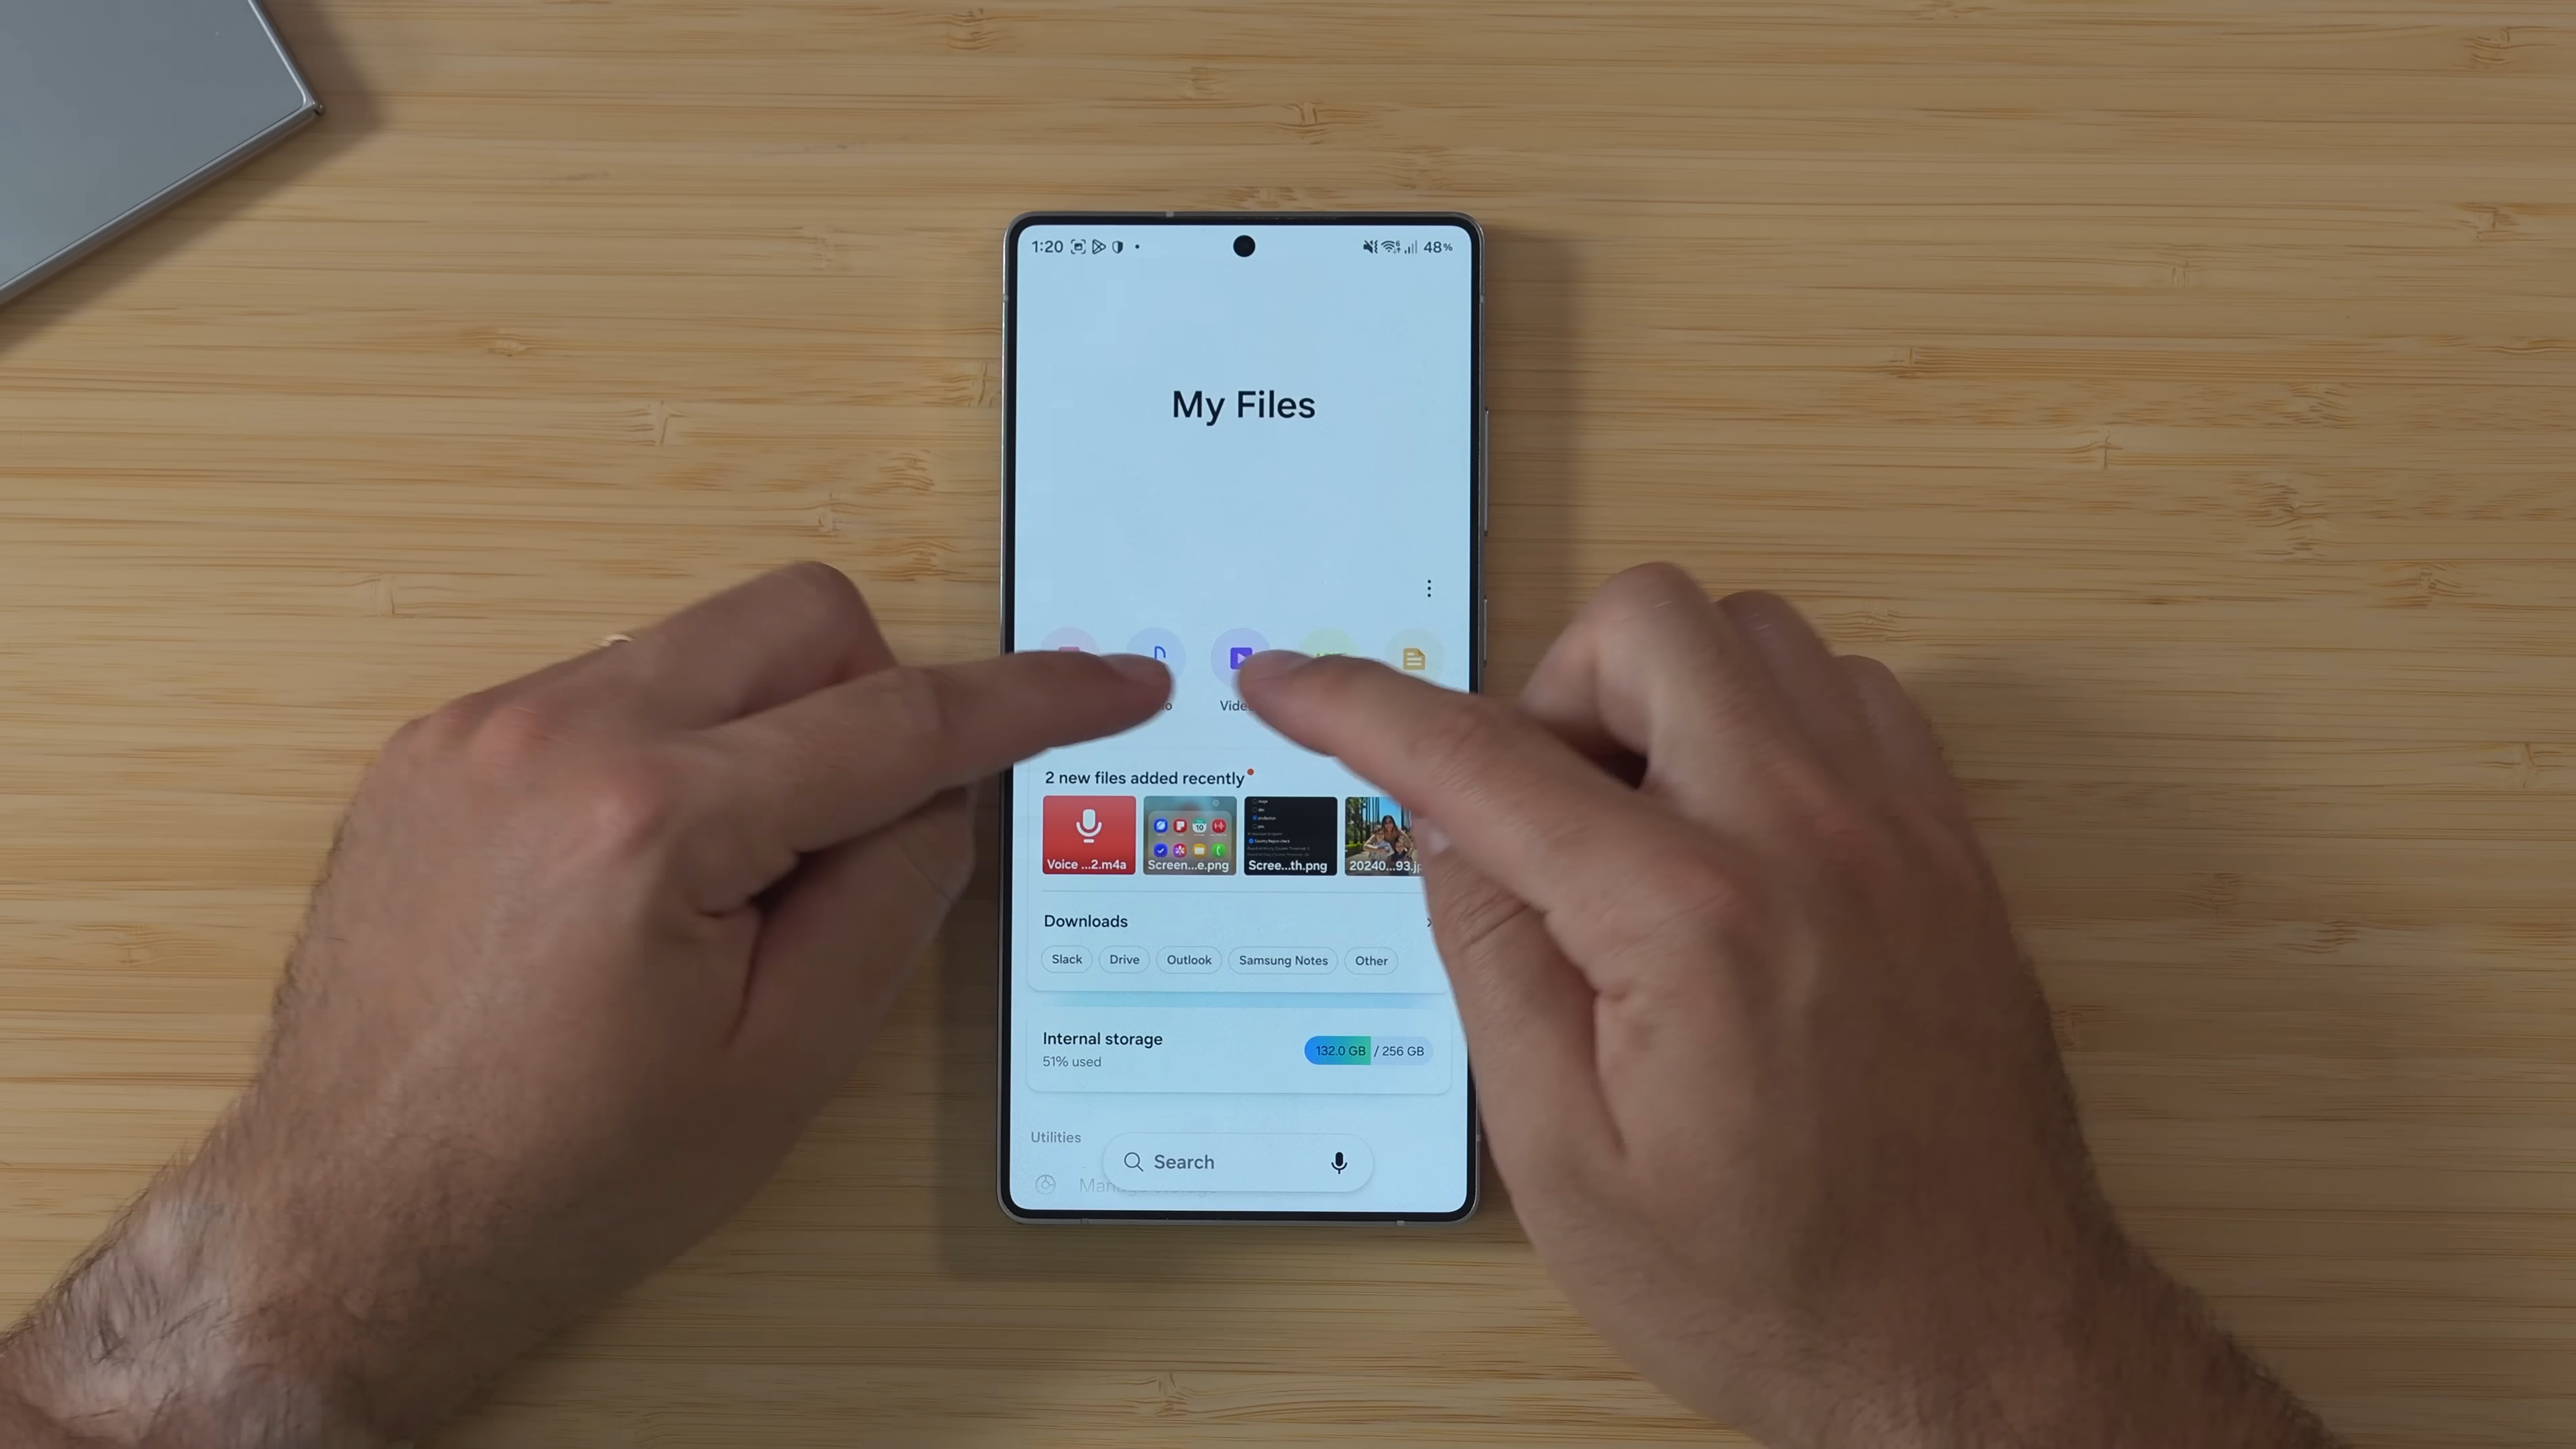 1:20
48%
My Files
2 new files added recently
Voice ...2.m4a
Screen...e.png
Scree...th.png
20240...93.jp
Downloads
Slack
Drive
Outlook
Samsung Notes
Other
Internal storage
132.0 GB / 256 GB
51% used
Utilities
Search